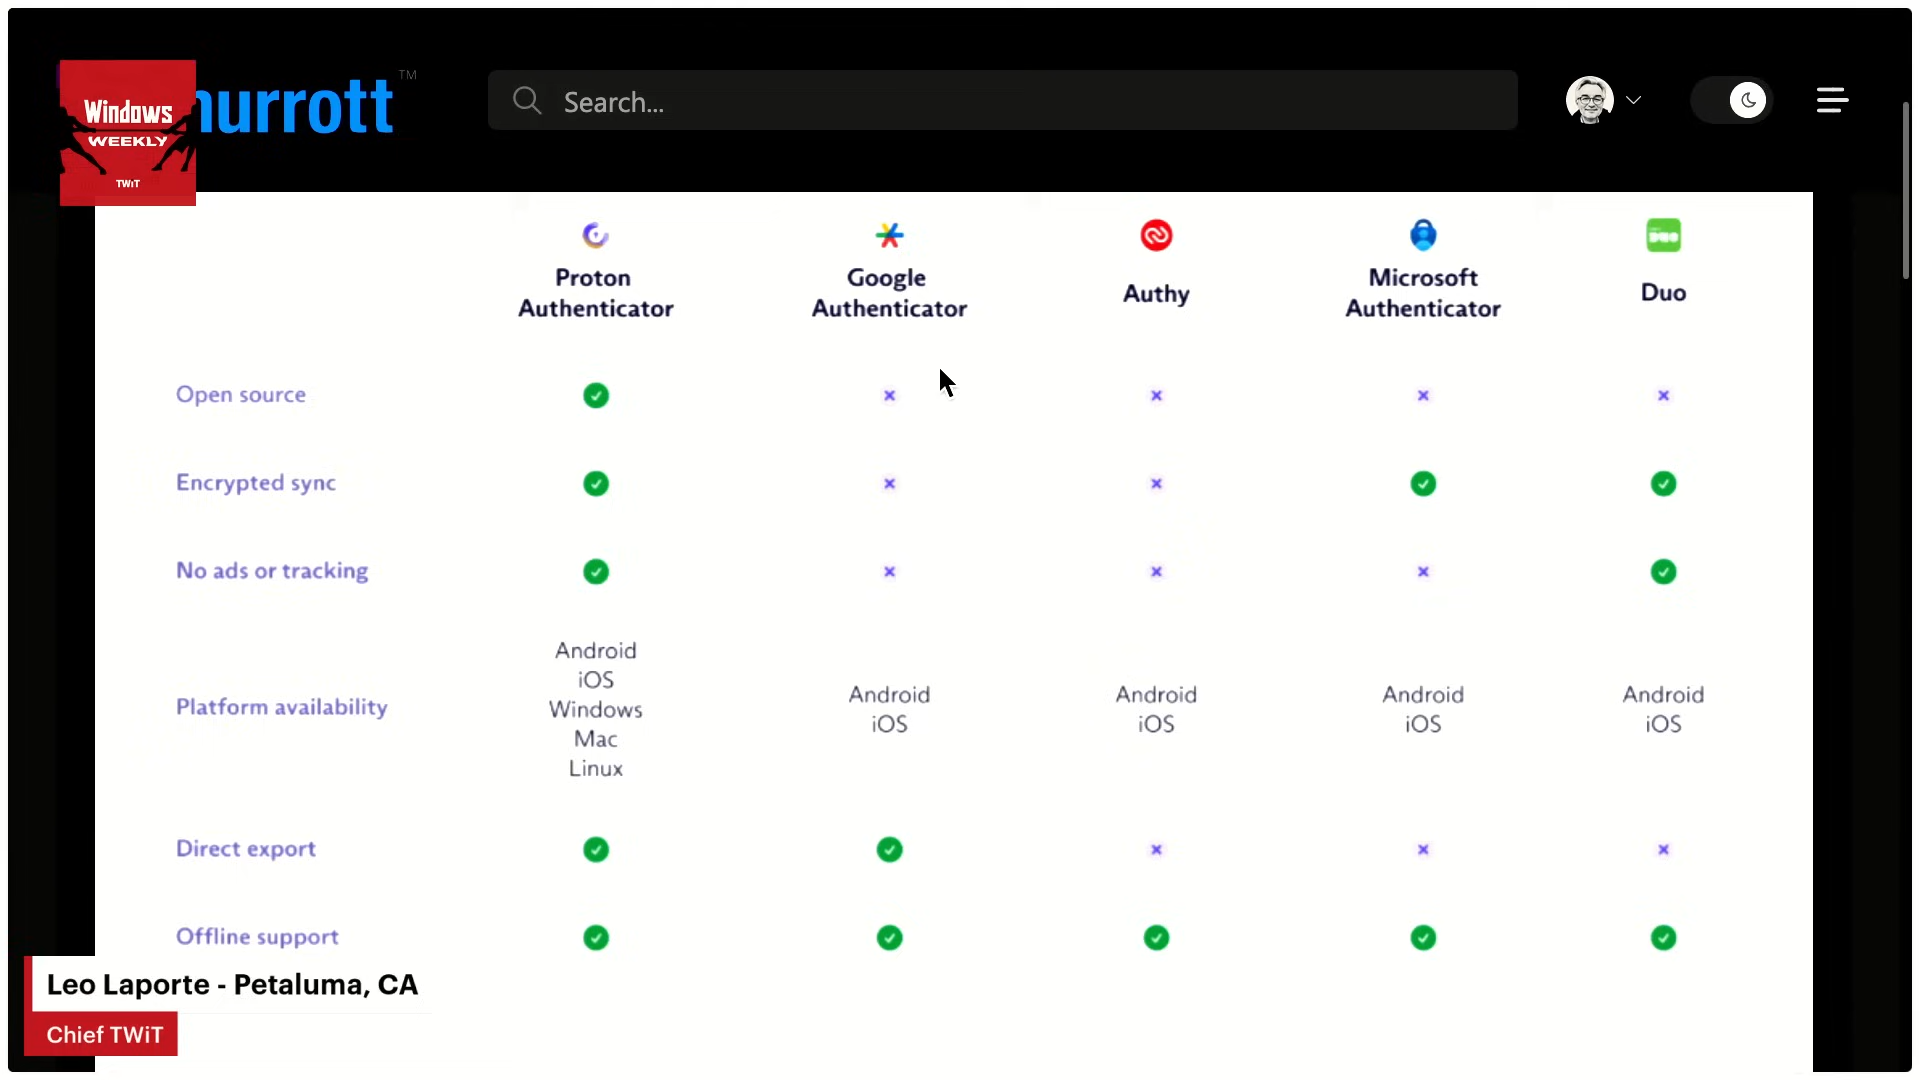 Windows
WEEKLY
TWiT
hurrott
TM
Search...
Proton
Authenticator
Google
Authenticator
Authy
Microsoft
Authenticator
DUO
Duo
Open source
Encrypted sync
No ads or tracking
Platform availability
Android
iOS
Windows
Mac
Linux
Android
iOS
Android
iOS
Android
iOS
Android
iOS
Direct export
Offline support
Leo Laporte - Petaluma, CA
Chief TWiT